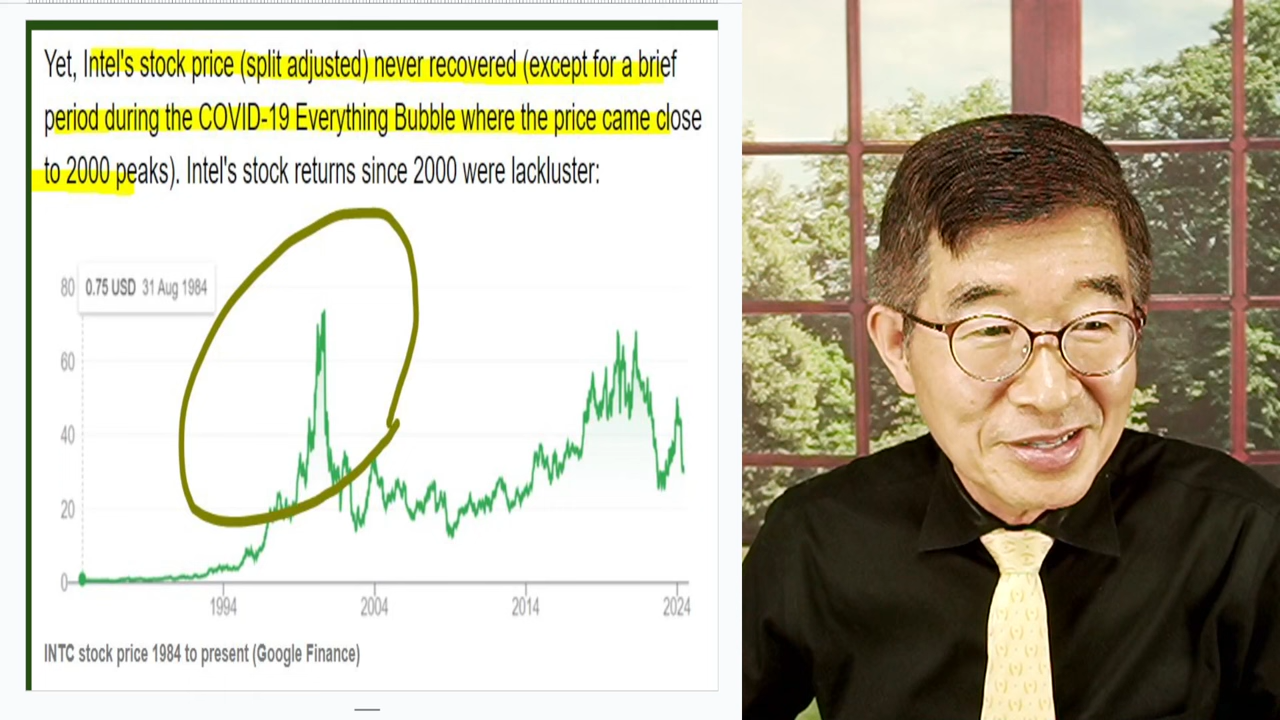 Yet, Intel's stock price (split adjusted) never recovered (except for a brief
period during the COVID-19 Everything Bubble where the price came close
to 2000 peaks). Intel's stock returns since 2000 were lackluster:
80
0.75 USD 31 Aug 1984
60
40
20
0
1994 2004 2014 2024
INTC stock price 1984 to present (Google Finance)